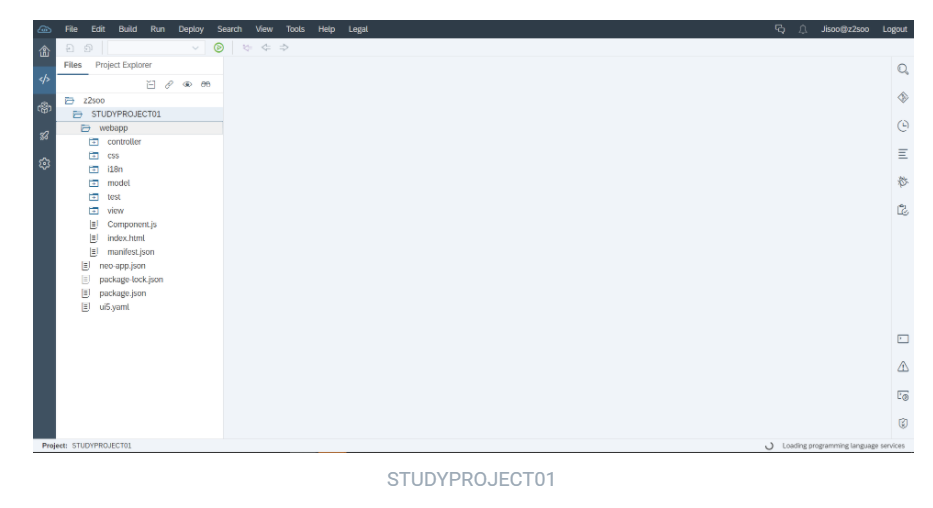 File Edit Build Run Deploy Search View Tools Help Legal Jisoo@z2soo Logout
Files Project Explorer
z2soo
STUDYPROJECT01
webapp
controller
css
i18n
model
test
view
Component.js
index.html
manifest.json
neo-app.json
package-lock.json
package.json
ui5.yaml
Project: STUDYPROJECT01 Loading programming language services
STUDYPROJECT01